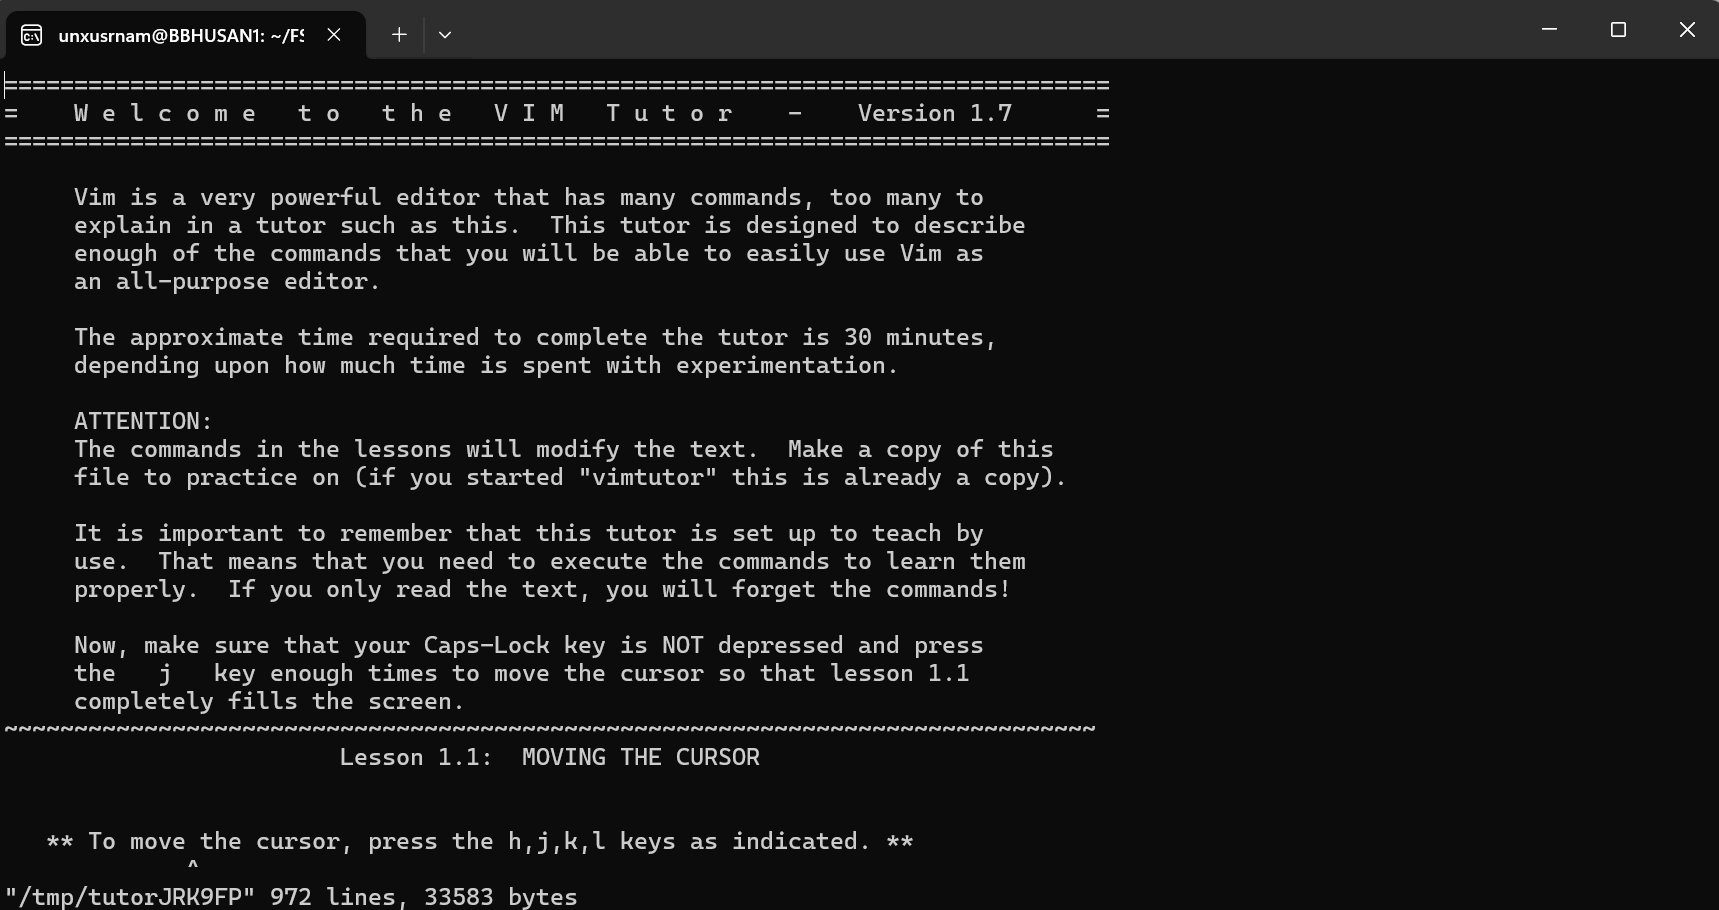 unxusrnam@BBHUSAN1: ~/FS
===============================================================================
=    W e l c o m e   t o   t h e   V I M   T u t o r    -    Version 1.7      =
===============================================================================

     Vim is a very powerful editor that has many commands, too many to
     explain in a tutor such as this.  This tutor is designed to describe
     enough of the commands that you will be able to easily use Vim as
     an all-purpose editor.

     The approximate time required to complete the tutor is 30 minutes,
     depending upon how much time is spent with experimentation.

     ATTENTION:
     The commands in the lessons will modify the text.  Make a copy of this
     file to practice on (if you started "vimtutor" this is already a copy).

     It is important to remember that this tutor is set up to teach by
     use.  That means that you need to execute the commands to learn them
     properly.  If you only read the text, you will forget the commands!

     Now, make sure that your Caps-Lock key is NOT depressed and press
     the   j   key enough times to move the cursor so that lesson 1.1
     completely fills the screen.
~~~~~~~~~~~~~~~~~~~~~~~~~~~~~~~~~~~~~~~~~~~~~~~~~~~~~~~~~~~~~~~~~~~~~~~~~~~~~~
                        Lesson 1.1:  MOVING THE CURSOR


   ** To move the cursor, press the h,j,k,l keys as indicated. **
             ^
"/tmp/tutorJRK9FP" 972 lines, 33583 bytes